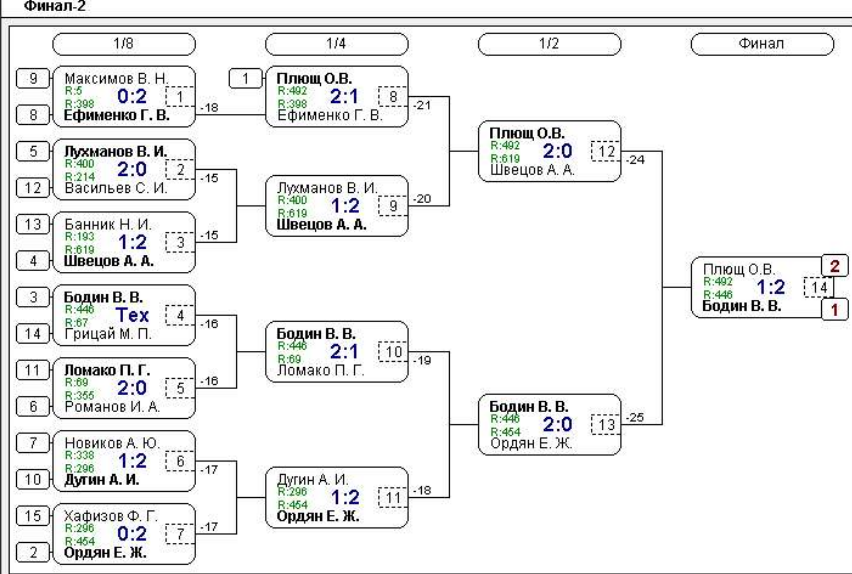 Финал-2
1/8
1/4
1/2
Финал
9
8
Максимов В. Н.
R:5
R:398
0:2
1
Ефименко Г. В.
-18
5
12
Лухманов В. И.
R:400
R:214
2:0
2
Васильев С. И.
-15
13
4
Банник Н. И.
R:193
R:619
1:2
3
Швецов А. А.
-15
3
14
Бодин В. В.
R:446
R:67
Тех
4
Грицай М. П.
-16
11
6
Ломако П. Г.
R:69
R:355
2:0
5
Романов И. А.
-16
7
10
Новиков А. Ю.
R:338
R:296
1:2
6
Дугин А. И.
-17
15
2
Хафизов Ф. Г.
R:296
R:454
0:2
7
Ордян Е. Ж.
-17
1
Плющ О.В.
R:492
R:398
2:1
8
Ефименко Г. В.
-21
Лухманов В. И.
R:400
R:619
1:2
9
Швецов А. А.
-20
Бодин В. В.
R:446
R:69
2:1
10
Ломако П. Г.
-19
Дугин А. И.
R:296
R:454
1:2
11
Ордян Е. Ж.
-18
Плющ О.В.
R:492
R:619
2:0
12
Швецов А. А.
-24
Бодин В. В.
R:446
R:454
2:0
13
Ордян Е. Ж.
-25
Плющ О.В.
R:492
R:446
1:2
14
Бодин В. В.
2
1